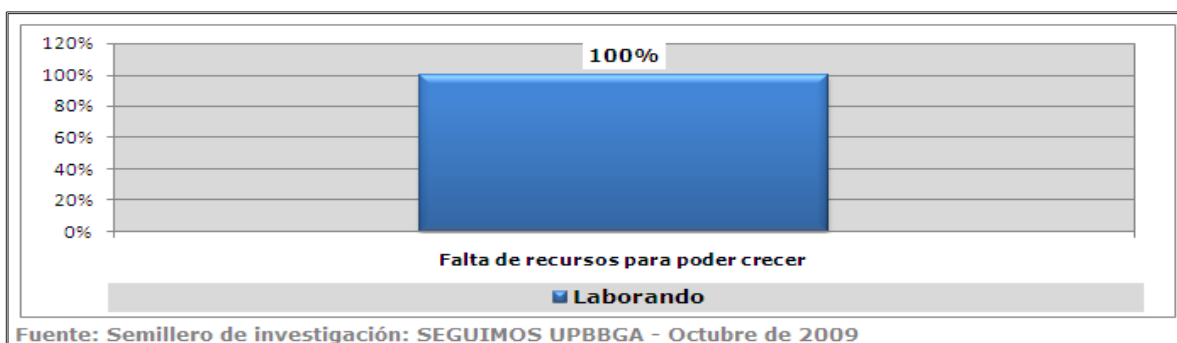 120%
100%
100%
80%
60%
40%
20%
0%
Falta de recursos para poder crecer
Laborando
Fuente: Semillero de investigación: SEGUIMOS UPBBGA - Octubre de 2009